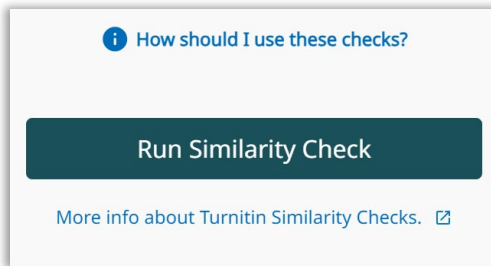 How should I use these checks?
Run Similarity Check
More info about Turnitin Similarity Checks.